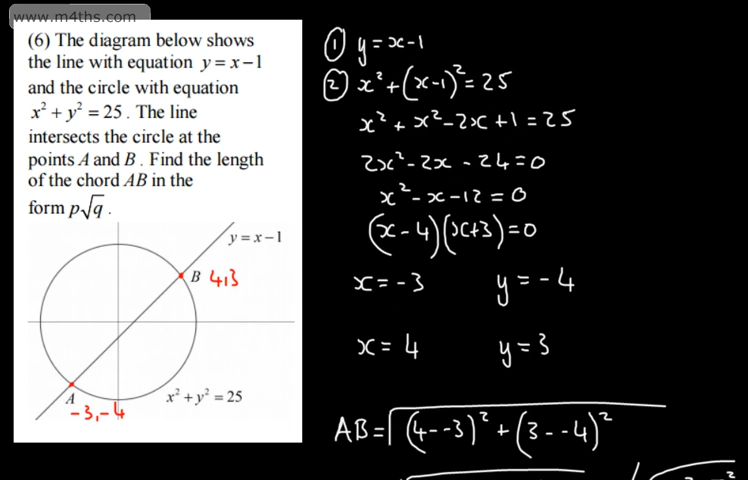 www.m4ths.com
(6) The diagram below shows
the line with equation y = x − 1
and the circle with equation
x² + y² = 25 . The line
intersects the circle at the
points A and B . Find the length
of the chord AB in the
form p√q .
y = x − 1
B 4,3
A
-3,-4
x² + y² = 25
① y = x - 1
② x² + (x-1)² = 25
x² + x² - 2x + 1 = 25
2x² - 2x - 24 = 0
x² - x - 12 = 0
(x - 4)(x+3) = 0
x = -3 y = -4
x = 4 y = 3
AB = √(4--3)² + (3--4)²